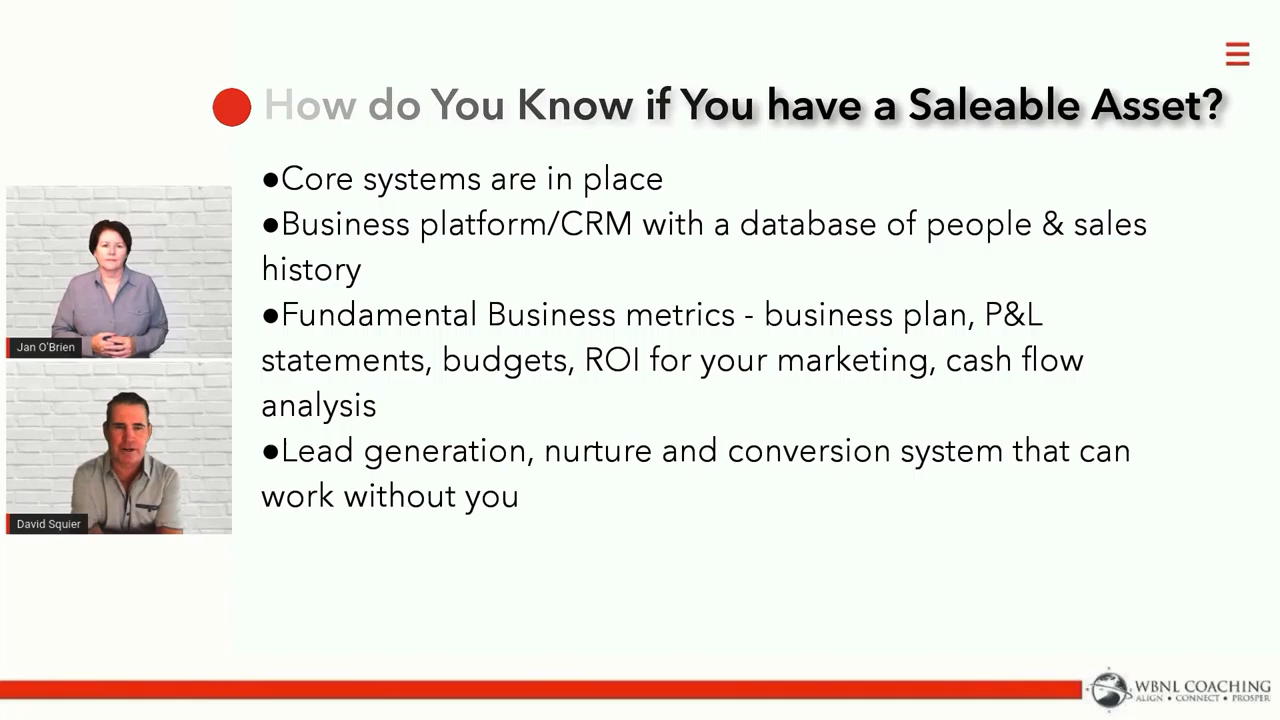 How do You Know if You have a Saleable Asset?
●Core systems are in place
●Business platform/CRM with a database of people & sales
history
●Fundamental Business metrics - business plan, P&L
statements, budgets, ROI for your marketing, cash flow
analysis
●Lead generation, nurture and conversion system that can
work without you
Jan O'Brien
David Squier
WBNL COACHING
ALIGN • CONNECT • PROSPER